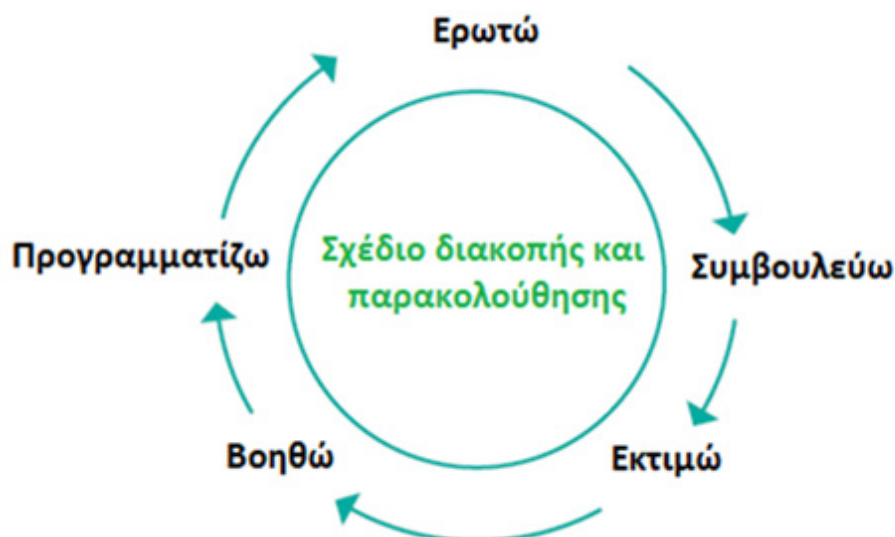 Ερωτώ
Προγραμματίζω
Σχέδιο διακοπής και
παρακολούθησης
Συμβουλεύω
Βοηθώ
Εκτιμώ